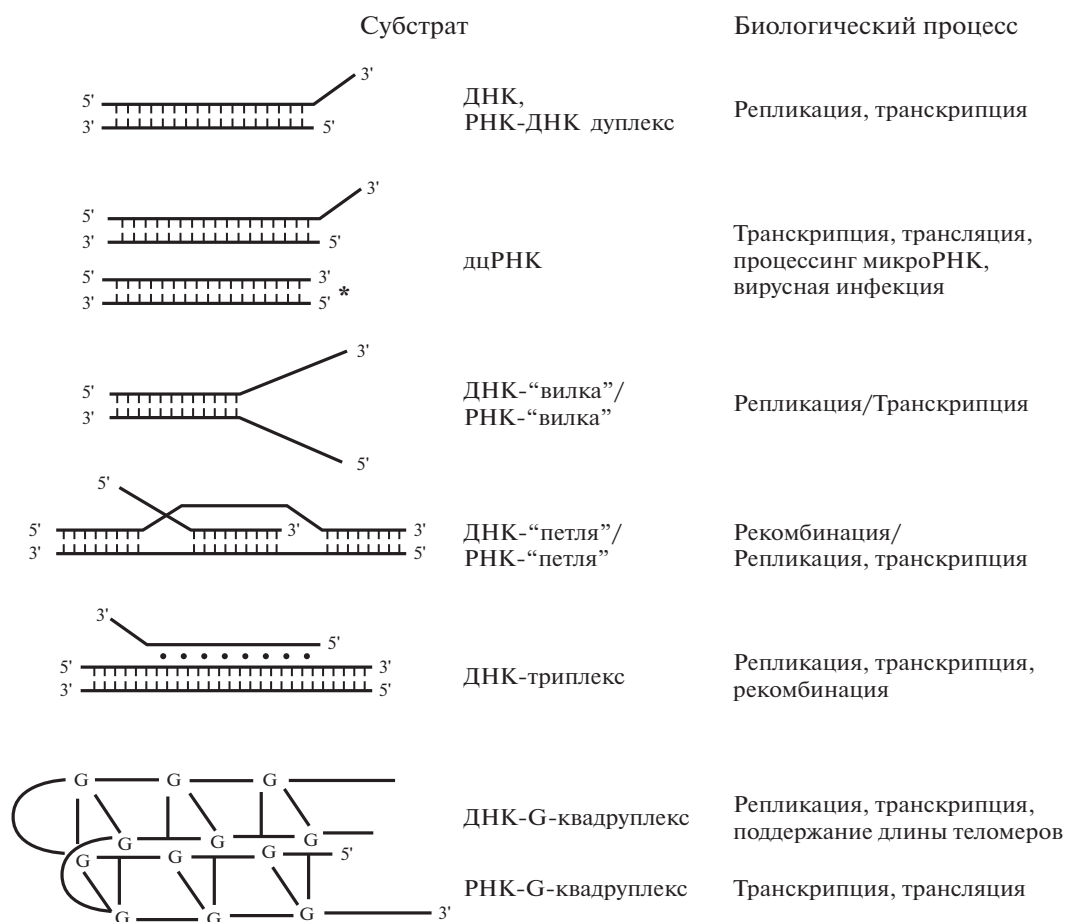 Субстрат Биологический процесс
3'
5'
3' 5'
ДНК,
РНК-ДНК дуплекс
Репликация, транскрипция
3'
5'
3' 5'
5' 3'
3' 5' *
дцРНК
Транскрипция, трансляция,
процессинг микроРНК,
вирусная инфекция
3'
5'
3'
5'
ДНК-“вилка”/
РНК-“вилка”
Репликация/Транскрипция
5'
5' 3' 3'
3' 5'
ДНК-“петля”/
РНК-“петля”
Рекомбинация/
Репликация, транскрипция
3'
5'
5' 3'
3' 5'
ДНК-триплекс
Репликация, транскрипция,
рекомбинация
G G G
G G G
G G G 5'
G G G 3'
ДНК-G-квадруплекс
Репликация, транскрипция,
поддержание длины теломеров
РНК-G-квадруплекс
Транскрипция, трансляция